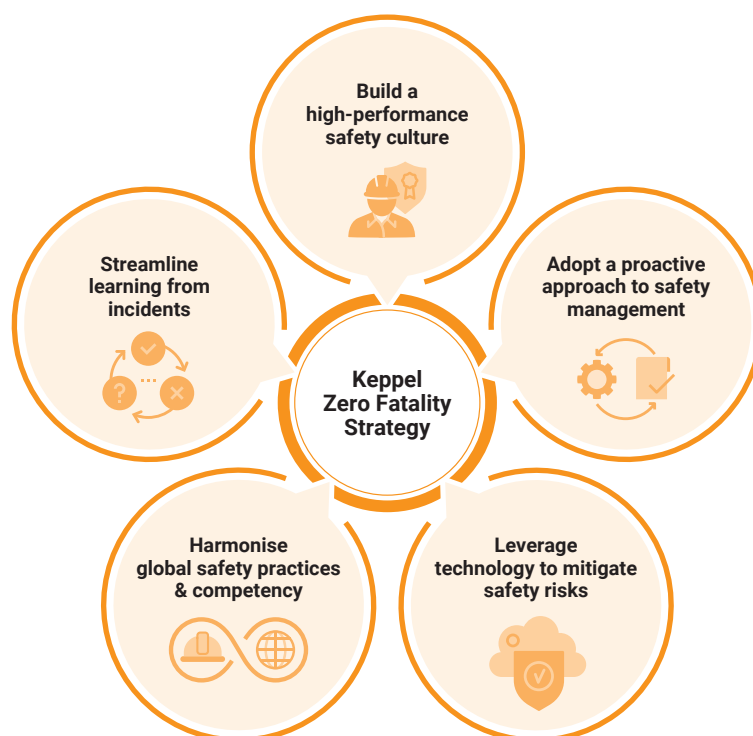 Build a
high-performance
safety culture
Adopt a proactive
approach to safety
management
Leverage
technology to mitigate
safety risks
Harmonise
global safety practices
& competency
Streamline
learning from
incidents
Keppel
Zero Fatality
Strategy